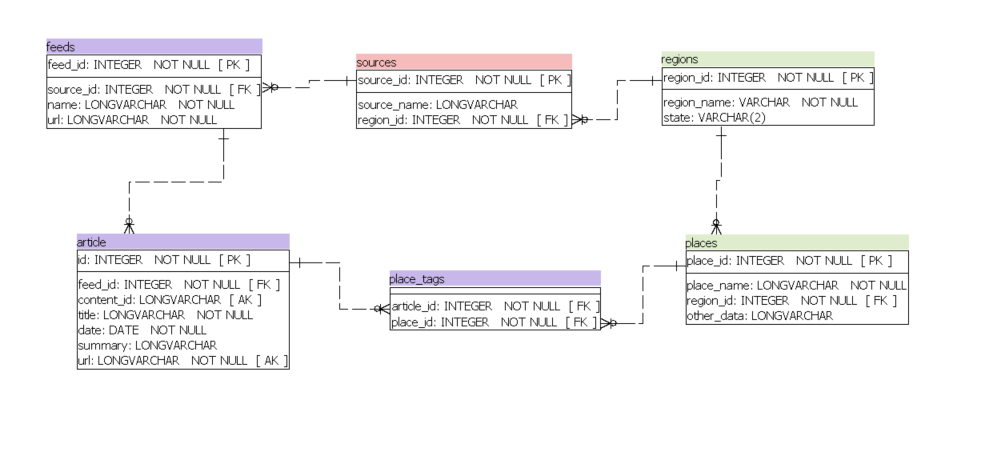 feeds
feed_id: INTEGER NOT NULL [ PK ]
source_id: INTEGER NOT NULL [ FK ]
name: LONGVARCHAR NOT NULL
url: LONGVARCHAR NOT NULL
sources
source_id: INTEGER NOT NULL [ PK ]
source_name: LONGVARCHAR
region_id: INTEGER NOT NULL [ FK ]
regions
region_id: INTEGER NOT NULL [ PK ]
region_name: VARCHAR NOT NULL
state: VARCHAR(2)
article
id: INTEGER NOT NULL [ PK ]
feed_id: INTEGER NOT NULL [ FK ]
content_id: LONGVARCHAR [ AK ]
title: LONGVARCHAR NOT NULL
date: DATE NOT NULL
summary: LONGVARCHAR
url: LONGVARCHAR NOT NULL [ AK ]
place_tags
article_id: INTEGER NOT NULL [ FK ]
place_id: INTEGER NOT NULL [ FK ]
places
place_id: INTEGER NOT NULL [ PK ]
place_name: LONGVARCHAR NOT NULL
region_id: INTEGER NOT NULL [ FK ]
other_data: LONGVARCHAR